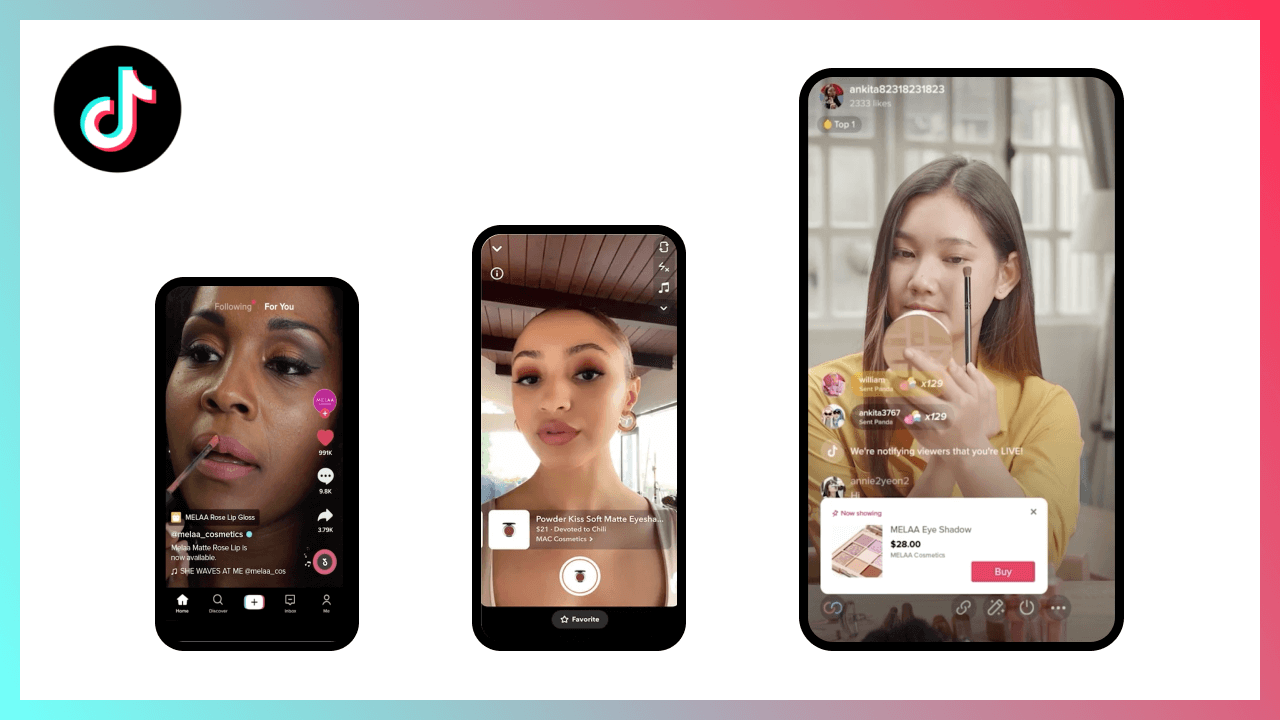 Following
For You
MELAA
991K
9.8K
3.79K
MELAA Rose Lip Gloss
@melaa_cosmetics
Melaa Matte Rose Lip is
now available.
SHE WAVES AT ME @melaa_cos
Home
Discover
Inbox
Me
Powder Kiss Soft Matte Eyesha...
$21 - Devoted to Chili
MAC Cosmetics >
Favorite
ankita82318231823
2333 likes
Top 1
william
Sent Panda
x129
ankita3767
Sent Panda
x129
We're notifying viewers that you're LIVE!
annie2yeon2
Hi
Now showing
MELAA Eye Shadow
$28.00
MELAA Cosmetics
Buy